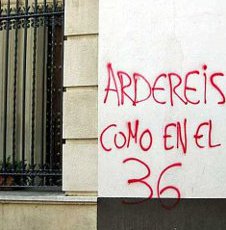 ARDEREIS
COMO EN EL
36